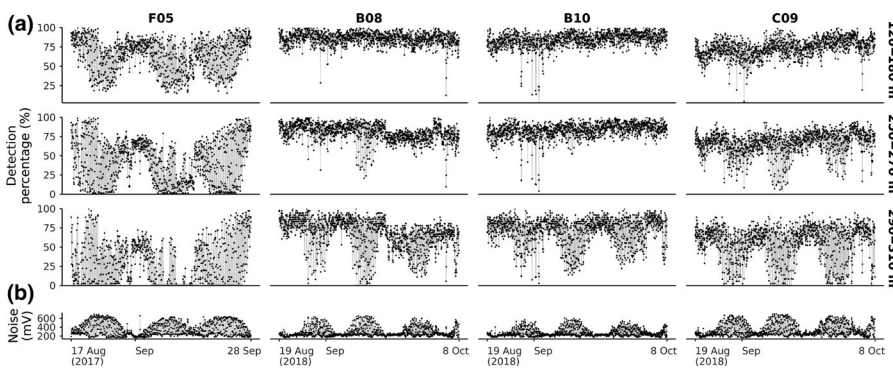 (a)
F05 B08 B10 C09
100
75
50
25
Detection
percentage (%)
100
75
50
25
0
100
75
50
25
0
(b)
Noise
(mV)
600
400
200
17 Aug Sep 28 Sep 19 Aug Sep 8 Oct 19 Aug Sep 8 Oct 19 Aug Sep 8 Oct
(2017) (2018) (2018) (2018)